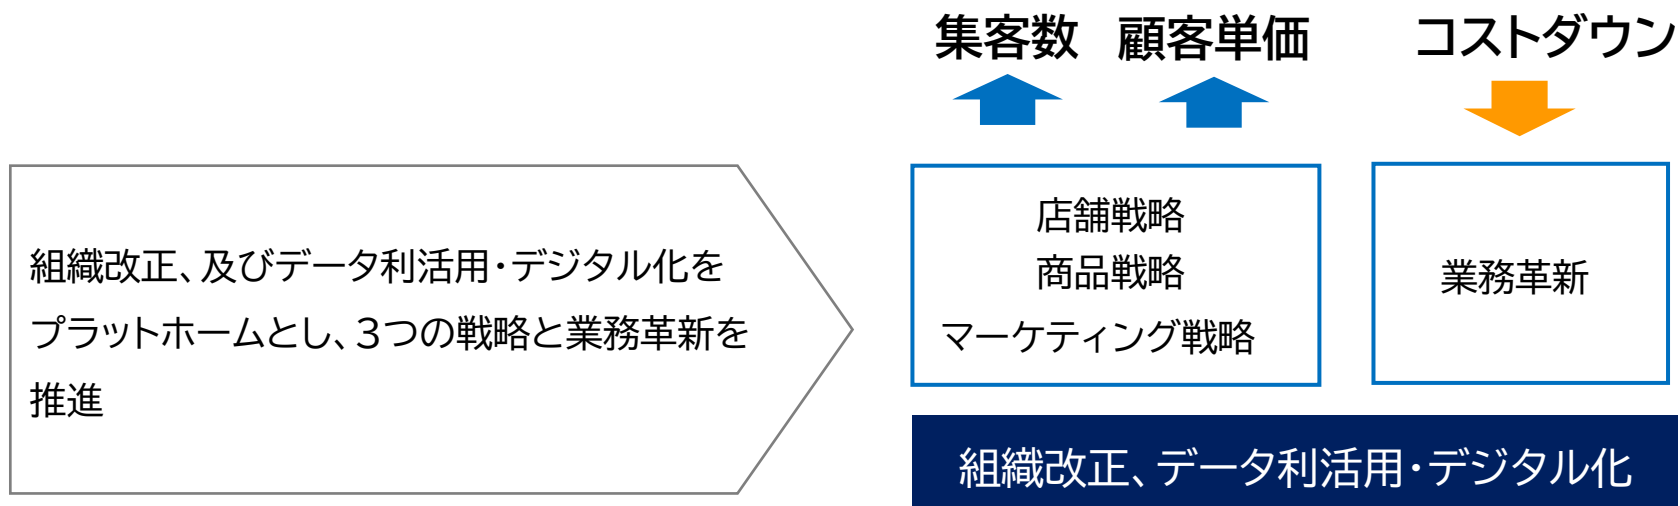 集客数 顧客単価 コストダウン
組織改正、及びデータ利活用・デジタル化を
プラットホームとし、3つの戦略と業務革新を
推進
店舗戦略
商品戦略
マーケティング戦略
業務革新
組織改正、データ利活用・デジタル化